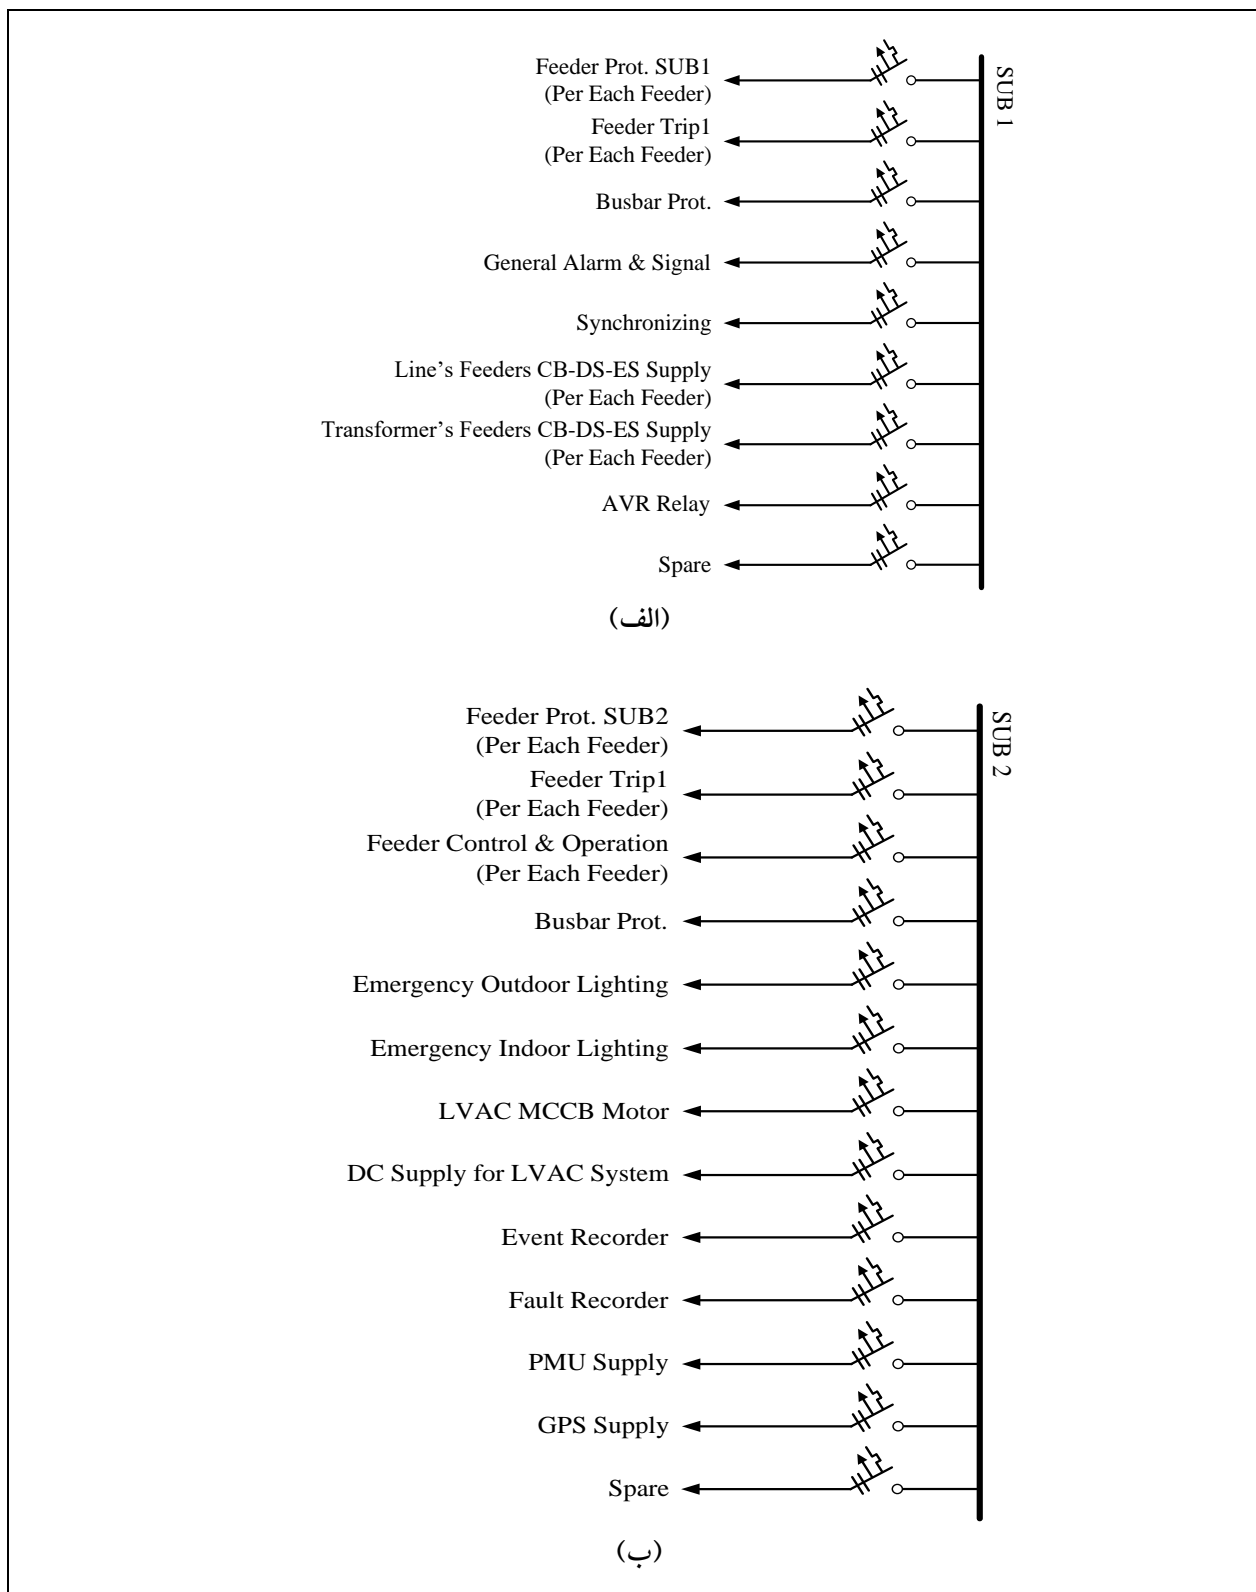 SUB 1
Feeder Prot. SUB1
(Per Each Feeder)
Feeder Trip1
(Per Each Feeder)
Busbar Prot.
General Alarm & Signal
Synchronizing
Line’s Feeders CB-DS-ES Supply
(Per Each Feeder)
Transformer’s Feeders CB-DS-ES Supply
(Per Each Feeder)
AVR Relay
Spare
(الف)
SUB 2
Feeder Prot. SUB2
(Per Each Feeder)
Feeder Trip1
(Per Each Feeder)
Feeder Control & Operation
(Per Each Feeder)
Busbar Prot.
Emergency Outdoor Lighting
Emergency Indoor Lighting
LVAC MCCB Motor
DC Supply for LVAC System
Event Recorder
Fault Recorder
PMU Supply
GPS Supply
Spare
(ب)